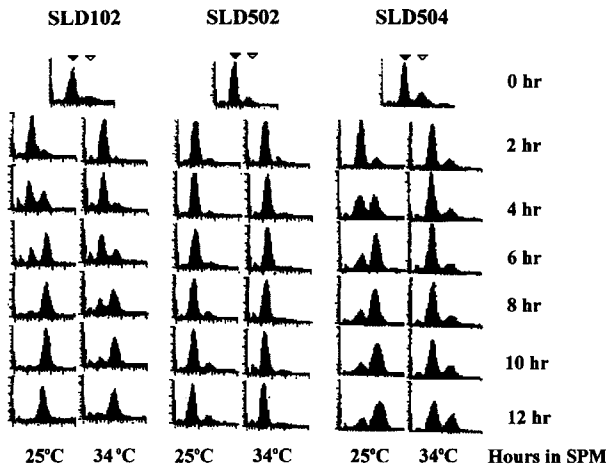 SLD102 SLD502 SLD504
0 hr
2 hr
4 hr
6 hr
8 hr
10 hr
12 hr
25°C 34°C 25°C 34°C 25°C 34°C Hours in SPM